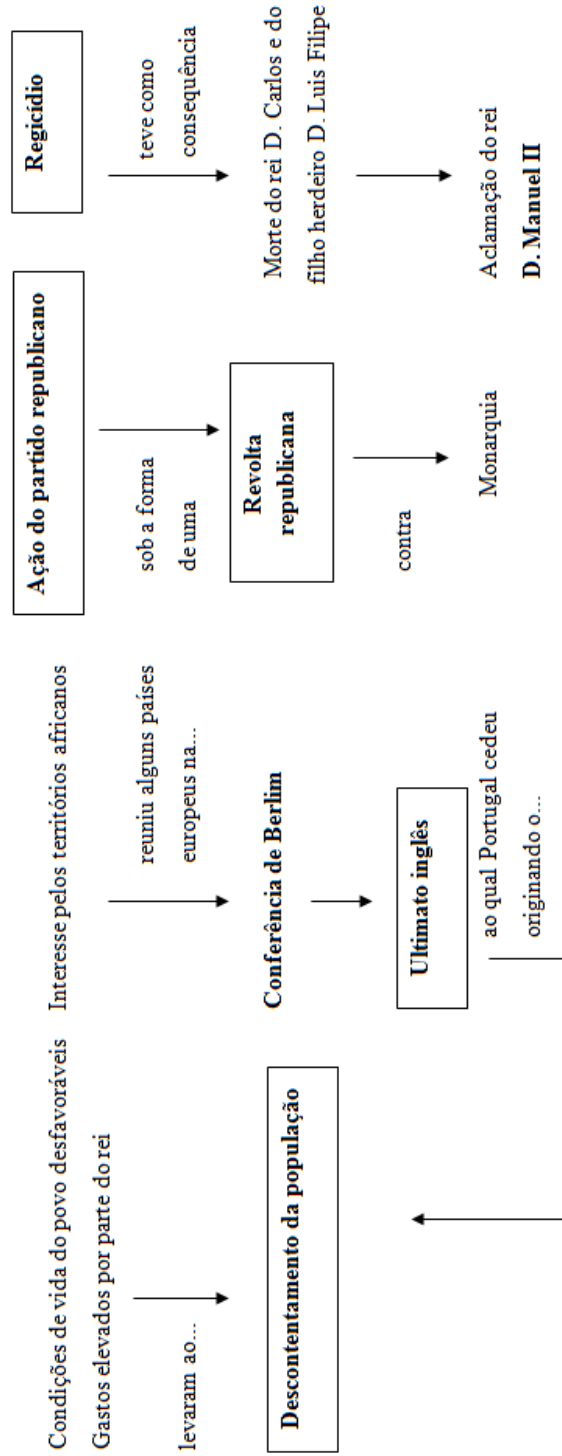 Condições de vida do povo desfavoráveis
Gastos elevados por parte do rei
levaram ao...
Descontentamento da população
Interesse pelos territórios africanos
reuniu alguns países
europeus na...
Conferência de Berlim
Ultimato inglês
ao qual Portugal cedeu
originando o...
Ação do partido republicano
sob a forma
de uma
Revolta
republicana
contra
Monarquia
Regicídio
teve como
consequência
Morte do rei D. Carlos e do
filho herdeiro D. Luis Filipe
Aclamação do rei
D. Manuel II